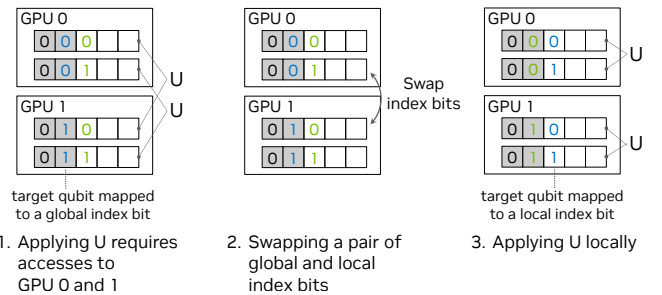 GPU 0
0 0 0
0 0 1
U
U
GPU 1
0 1 0
0 1 1
target qubit mapped
to a global index bit
1. Applying U requires
accesses to
GPU 0 and 1
GPU 0
0 0 0
0 0 1
Swap
index bits
GPU 1
0 1 0
0 1 1
2. Swapping a pair of
global and local
index bits
GPU 0
0 0 0
0 0 1
U
GPU 1
0 1 0
0 1 1
U
target qubit mapped
to a local index bit
3. Applying U locally